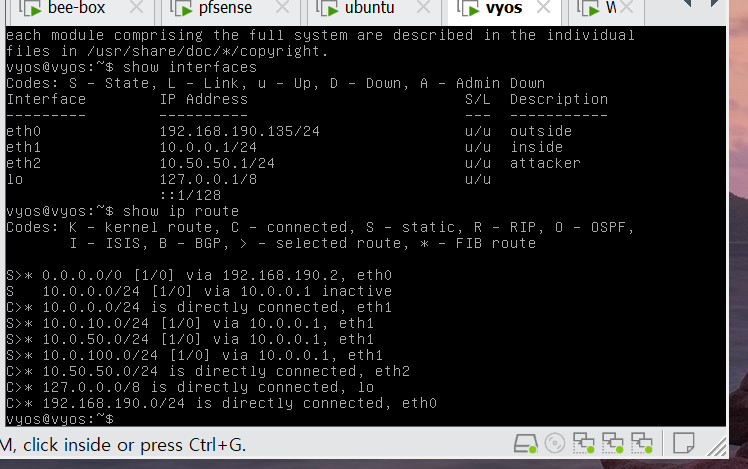 bee-box
pfsense
ubuntu
vyos
each module comprising the full system are described in the individual
files in /usr/share/doc/*/copyright.
vyos@vyos:~$ show interfaces
Codes: S - State, L - Link, u - Up, D - Down, A - Admin Down
Interface IP Address S/L Description
--------- ---------- --- -----------
eth0 192.168.190.135/24 u/u outside
eth1 10.0.0.1/24 u/u inside
eth2 10.50.50.1/24 u/u attacker
lo 127.0.0.1/8 u/u
::1/128
vyos@vyos:~$ show ip route
Codes: K - kernel route, C - connected, S - static, R - RIP, O - OSPF,
I - ISIS, B - BGP, > - selected route, * - FIB route
S>* 0.0.0.0/0 [1/0] via 192.168.190.2, eth0
S 10.0.0.0/24 [1/0] via 10.0.0.1 inactive
C>* 10.0.0.0/24 is directly connected, eth1
S>* 10.0.10.0/24 [1/0] via 10.0.0.1, eth1
S>* 10.0.50.0/24 [1/0] via 10.0.0.1, eth1
S>* 10.0.100.0/24 [1/0] via 10.0.0.1, eth1
C>* 10.50.50.0/24 is directly connected, eth2
C>* 127.0.0.0/8 is directly connected, lo
C>* 192.168.190.0/24 is directly connected, eth0
vyos@vyos:~$
M, click inside or press Ctrl+G.